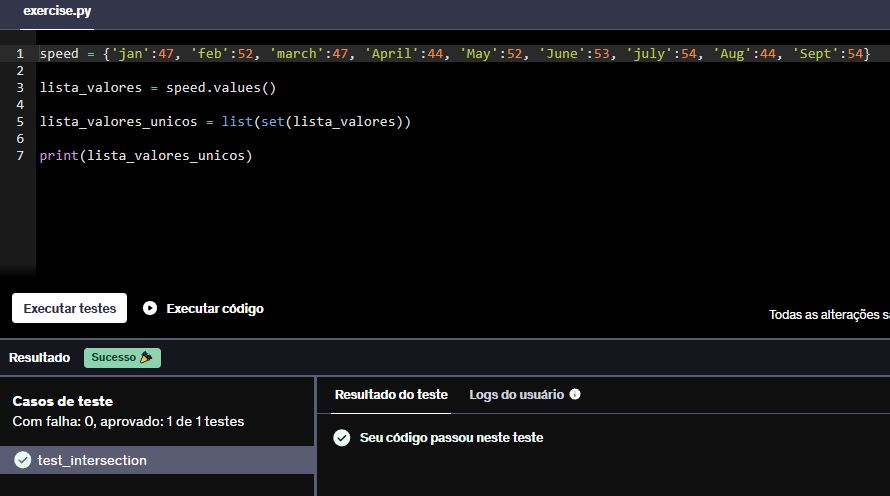 exercise.py
1 speed = {'jan':47, 'feb':52, 'march':47, 'April':44, 'May':52, 'June':53, 'july':54, 'Aug':44, 'Sept':54}
2
3 lista_valores = speed.values()
4
5 lista_valores_unicos = list(set(lista_valores))
6
7 print(lista_valores_unicos)
Executar testes Executar código
Todas as alterações sa
Resultado Sucesso
Casos de teste
Com falha: 0, aprovado: 1 de 1 testes
test_intersection
Resultado do teste Logs do usuário
Seu código passou neste teste